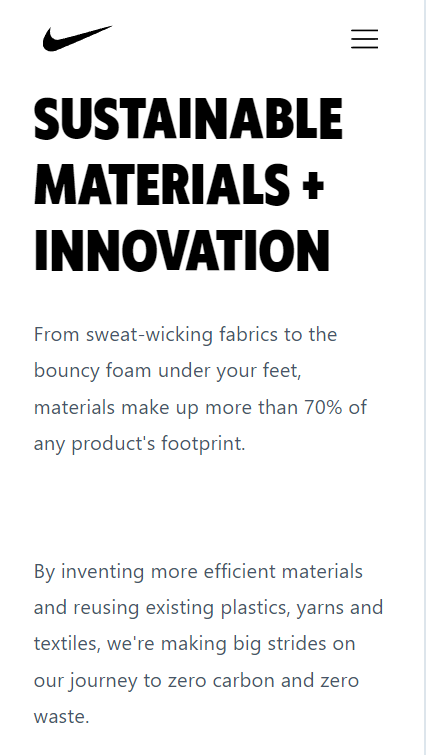 SUSTAINABLE
MATERIALS +
INNOVATION
From sweat-wicking fabrics to the
bouncy foam under your feet,
materials make up more than 70% of
any product's footprint.
By inventing more efficient materials
and reusing existing plastics, yarns and
textiles, we're making big strides on
our journey to zero carbon and zero
waste.